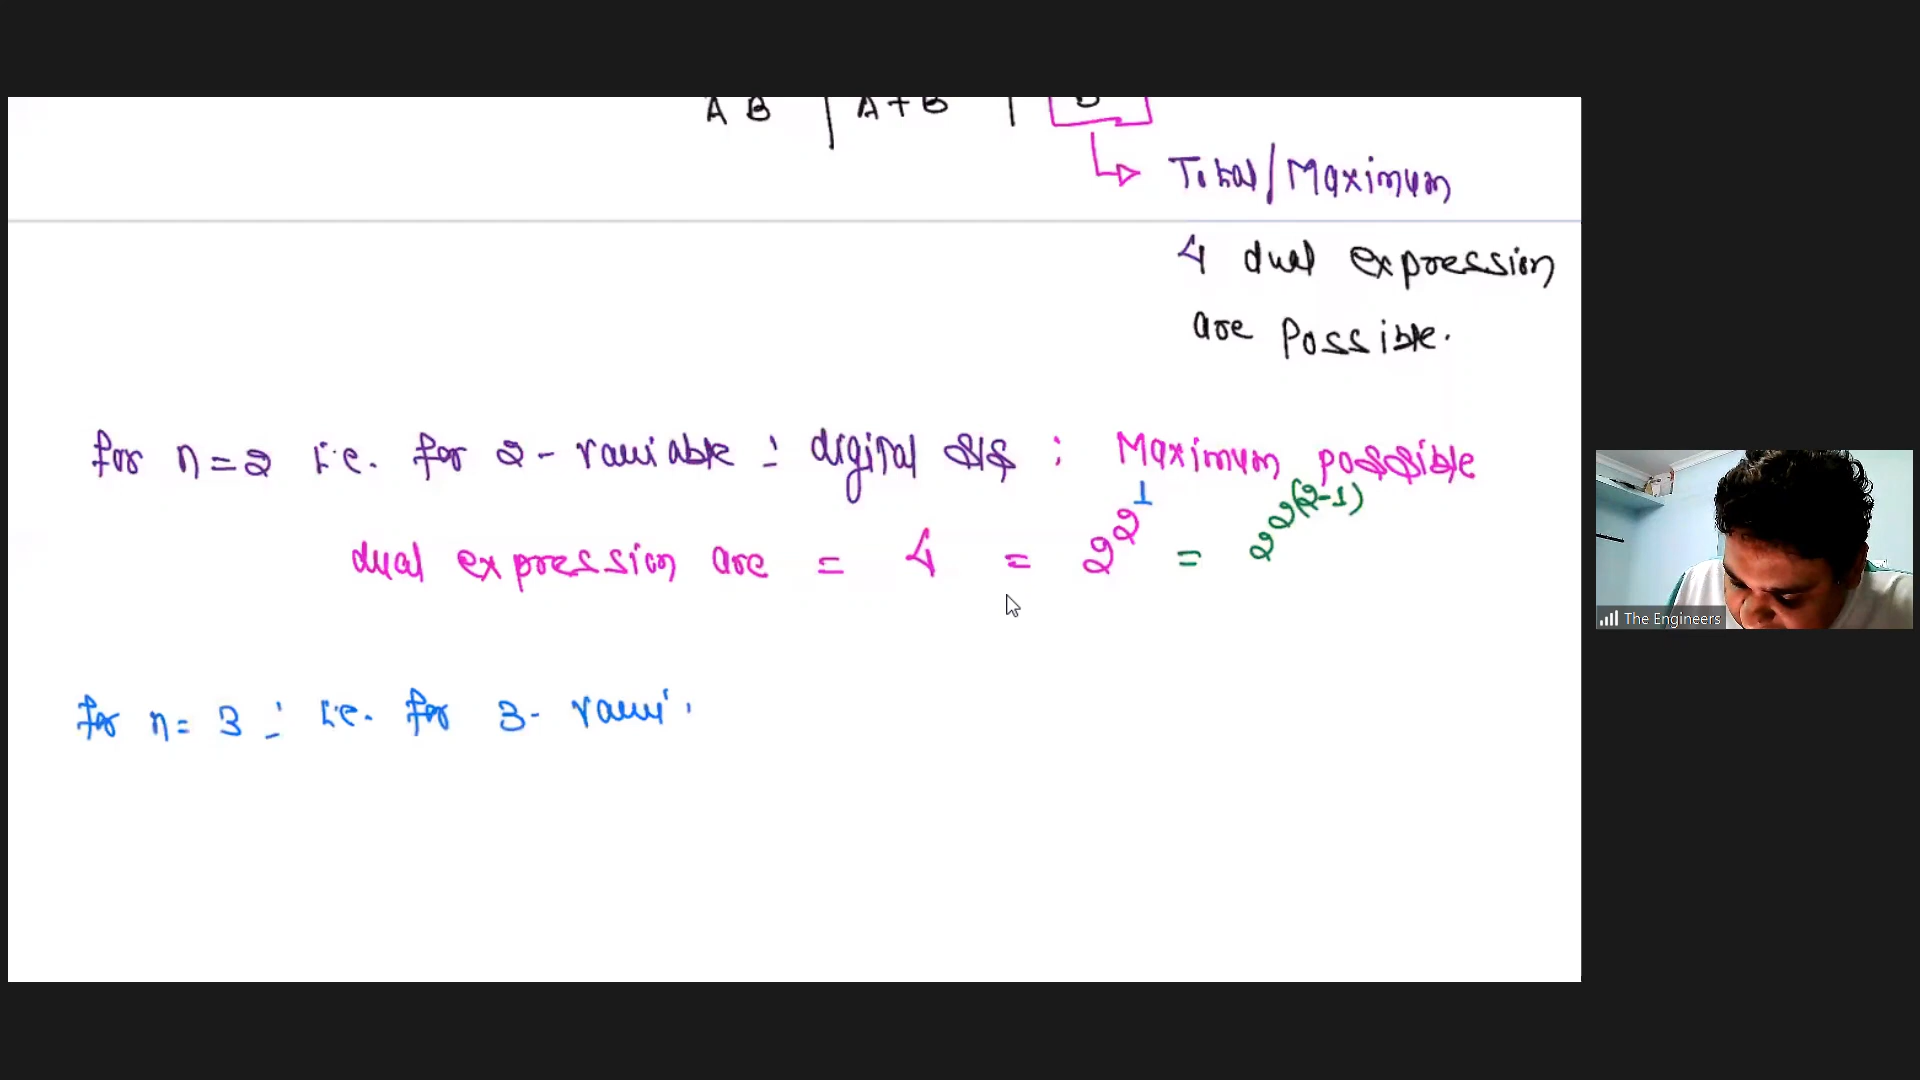 A B | A+B |
Total/Maximum
4 dual expression
are possible.
for n=2 i.e. for 2-variable :- digital S/S : Maximum possible
dual expression are = 4 = 2^2^1 = 2^2^(2-1)
for n= 3 :- i.e. for 3- vari
The Engineers